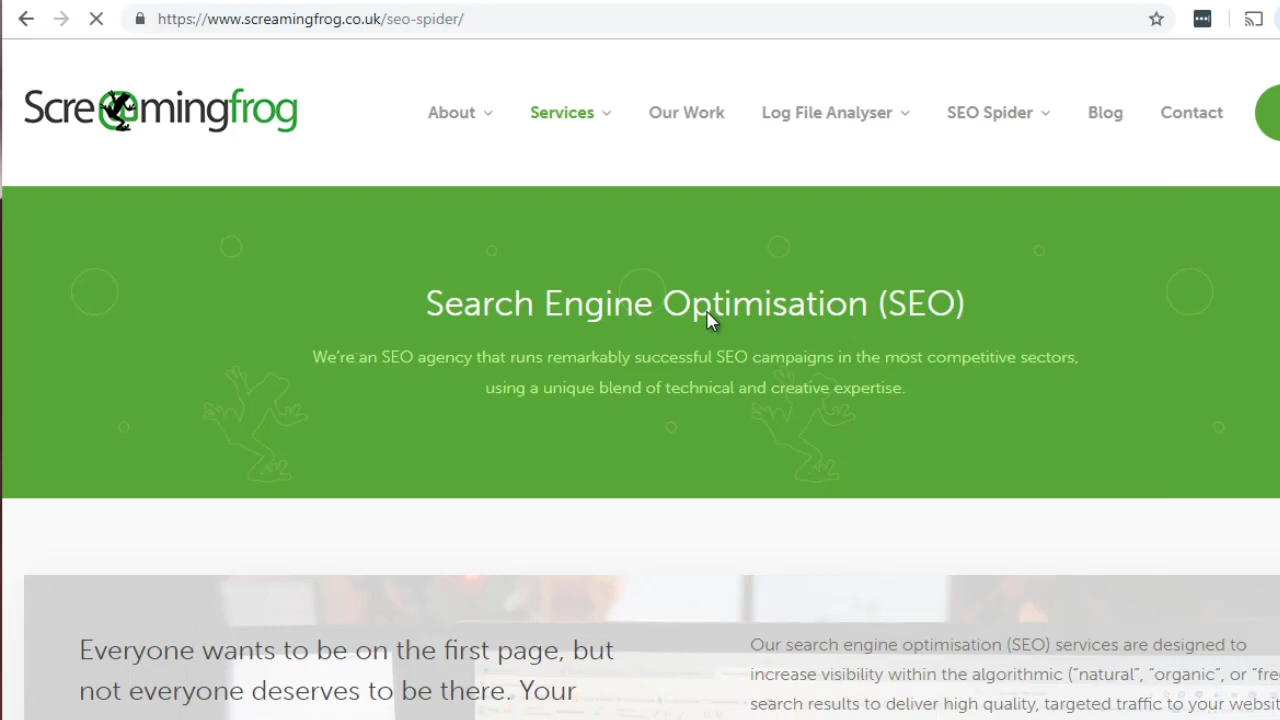 https://www.screamingfrog.co.uk/seo-spider/
Screamingfrog
About Services Our Work Log File Analyser SEO Spider Blog Contact
Search Engine Optimisation (SEO)
We're an SEO agency that runs remarkably successful SEO campaigns in the most competitive sectors,
using a unique blend of technical and creative expertise.
Everyone wants to be on the first page, but
not everyone deserves to be there. Your
Our search engine optimisation (SEO) services are designed to
increase visibility within the algorithmic (“natural”, “organic”, or “fre
search results to deliver high quality, targeted traffic to your websi